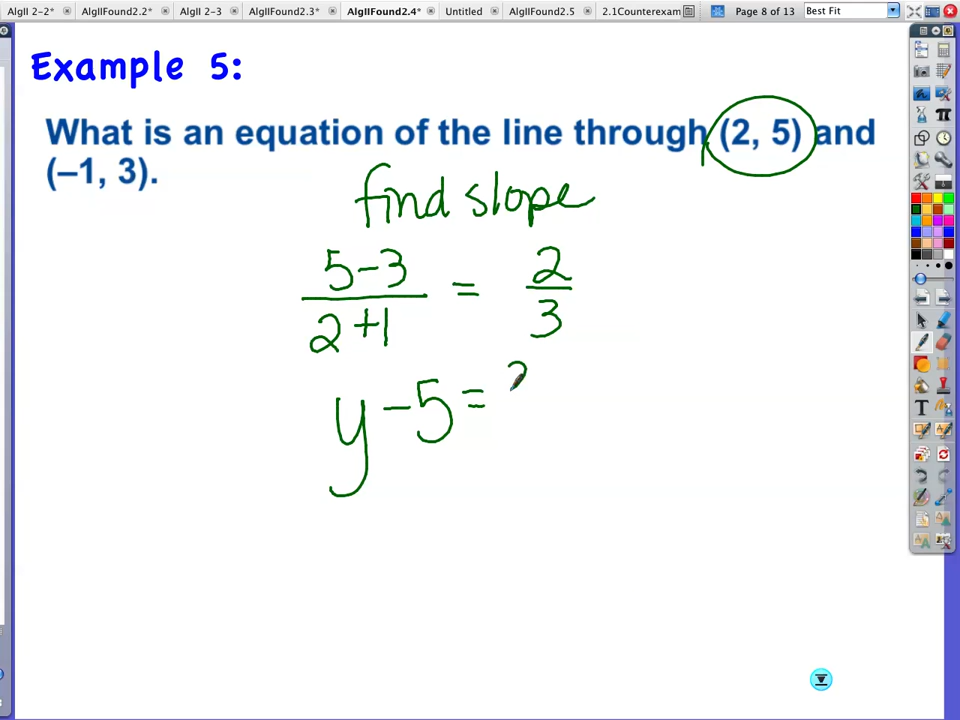 AlgII 2-2* AlgIIFound2.2* AlgII 2-3 AlgIIFound2.3* AlgIIFound2.4* Untitled AlgIIFound2.5 2.1Counterexam Page 8 of 13 Best Fit
Example 5:
What is an equation of the line through (2, 5) and
(–1, 3).
find slope
5-3 / 2+1 = 2/3
y-5=2
T